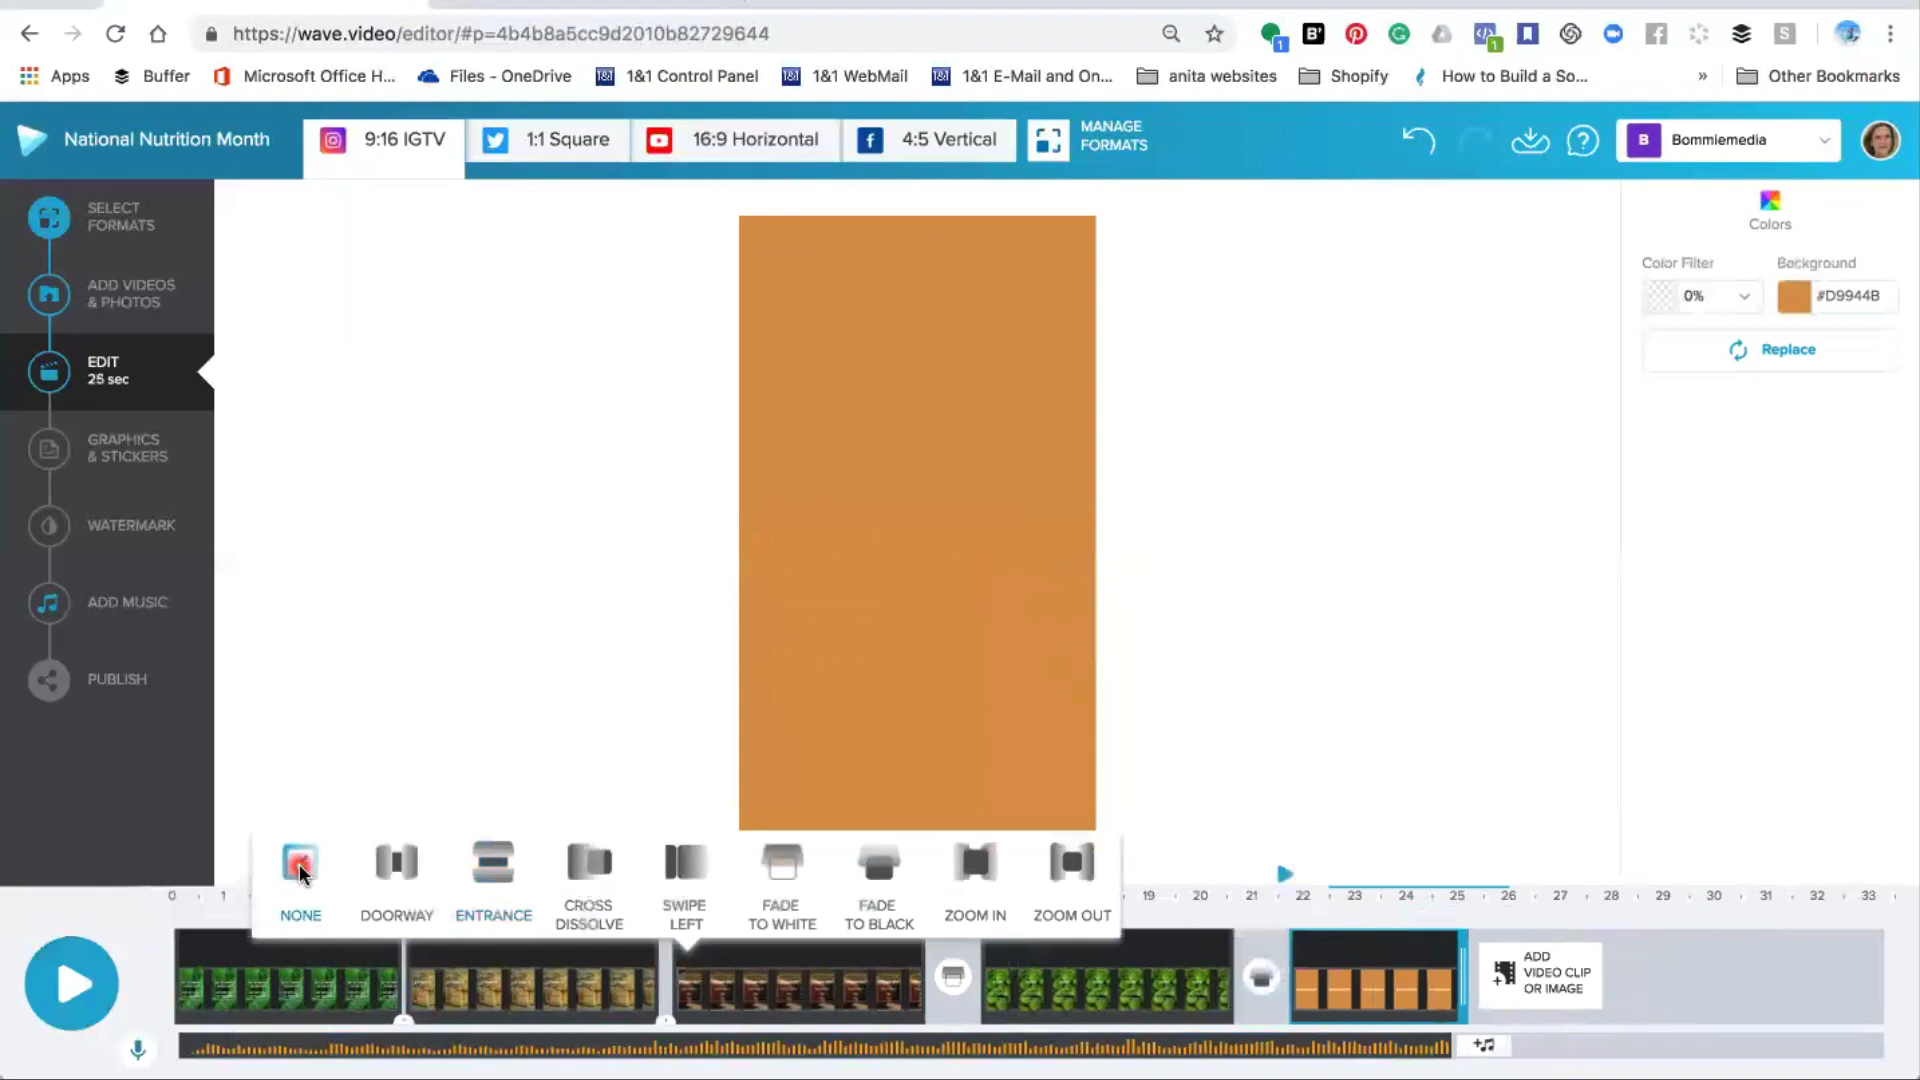 https://wave.video/editor/#p=4b4b8a5cc9d2010b82729644
Apps
Buffer
Microsoft Office H...
Files - OneDrive
1&1 Control Panel
1&1 WebMail
1&1 E-Mail and On...
anita websites
Shopify
How to Build a So...
»
Other Bookmarks
National Nutrition Month
9:16 IGTV
1:1 Square
16:9 Horizontal
4:5 Vertical
MANAGE
FORMATS
B
Bommiemedia
SELECT
FORMATS
ADD VIDEOS
& PHOTOS
EDIT
25 sec
GRAPHICS
& STICKERS
WATERMARK
ADD MUSIC
PUBLISH
Colors
Color Filter
Background
0%
#D9944B
Replace
NONE
DOORWAY
ENTRANCE
CROSS
DISSOLVE
SWIPE
LEFT
FADE
TO WHITE
FADE
TO BLACK
ZOOM IN
ZOOM OUT
0 1 19 20 21 22 23 24 25 26 27 28 29 30 31 32 33
ADD
VIDEO CLIP
OR IMAGE